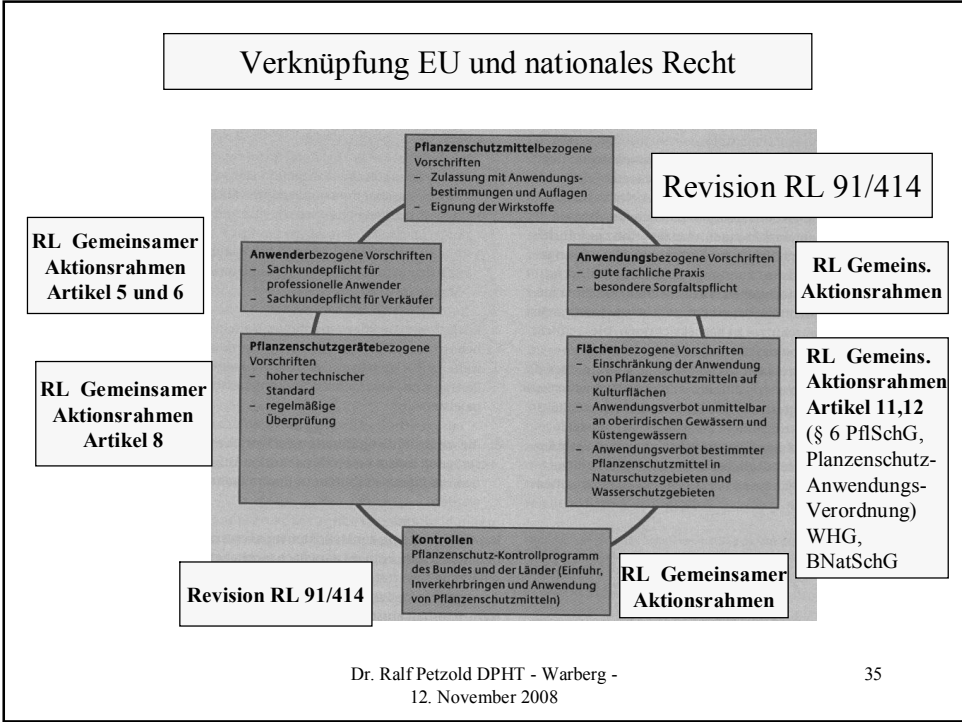 Verknüpfung EU und nationales Recht
Pflanzenschutzmittelbezogene
Vorschriften
– Zulassung mit Anwendungs-
bestimmungen und Auflagen
– Eignung der Wirkstoffe
Revision RL 91/414
RL Gemeinsamer
Aktionsrahmen
Artikel 5 und 6
Anwenderbezogene Vorschriften
– Sachkundepflicht für
professionelle Anwender
– Sachkundepflicht für Verkäufer
Anwendungsbezogene Vorschriften
– gute fachliche Praxis
– besondere Sorgfaltspflicht
RL Gemeins.
Aktionsrahmen
RL Gemeinsamer
Aktionsrahmen
Artikel 8
Pflanzenschutzgerätebezogene
Vorschriften
– hoher technischer
Standard
– regelmäßige
Überprüfung
Flächenbezogene Vorschriften
– Einschränkung der Anwendung
von Pflanzenschutzmitteln auf
Kulturflächen
– Anwendungsverbot unmittelbar
an oberirdischen Gewässern und
Küstengewässern
– Anwendungsverbot bestimmter
Pflanzenschutzmittel in
Naturschutzgebieten und
Wasserschutzgebieten
RL Gemeins.
Aktionsrahmen
Artikel 11,12
(§ 6 PflSchG,
Planzenschutz-
Anwendungs-
Verordnung)
WHG,
BNatSchG
Kontrollen
Pflanzenschutz-Kontrollprogramm
des Bundes und der Länder (Einfuhr,
Inverkehrbringen und Anwendung
von Pflanzenschutzmitteln)
Revision RL 91/414
RL Gemeinsamer
Aktionsrahmen
Dr. Ralf Petzold DPHT - Warberg -
12. November 2008
35